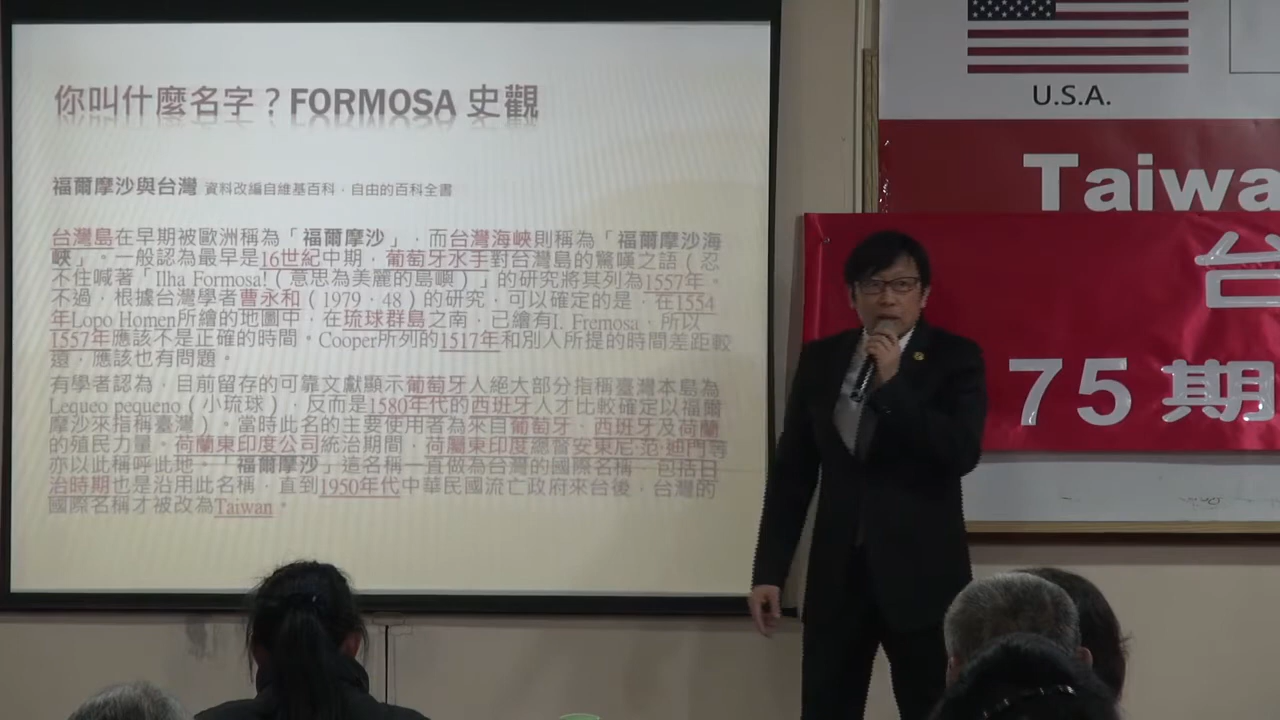 你叫什麼名字？FORMOSA 史觀
福爾摩沙與台灣 資料改編自維基百科，自由的百科全書
台灣島在早期被歐洲稱為「福爾摩沙」，而台灣海峽則稱為「福爾摩沙海
峽」。一般認為最早是16世紀中期，葡萄牙水手對台灣島的驚嘆之語（忍
不住喊著「Ilha Formosa!（意思為美麗的島嶼）」的研究將其列為1557年。
不過，根據台灣學者曹永和（1979，48）的研究，可以確定的是，在1554
年Lopo Homen所繪的地圖中，在琉球群島之南，已繪有I. Fremosa，所以
1557年應該不是正確的時間。Cooper所列的1517年和別人所提的時間差距較
遠，應該也有問題。
有學者認為，目前留存的可靠文獻顯示葡萄牙人絕大部分指稱臺灣本島為
Lequeo pequeno（小琉球），反而是1580年代的西班牙人才比較確定以福爾
摩沙來指稱臺灣）。當時此名的主要使用者為來自葡萄牙，西班牙及荷蘭
的殖民力量。荷蘭東印度公司統治期間，荷屬東印度總督安東尼·范·迪門等
亦以此稱呼此地。「福爾摩沙」這名稱一直做為台灣的國際名稱，包括日
治時期也是沿用此名稱，直到1950年代中華民國流亡政府來台後，台灣的
國際名稱才被改為Taiwan。
U.S.A.
Taiwa
台
75期